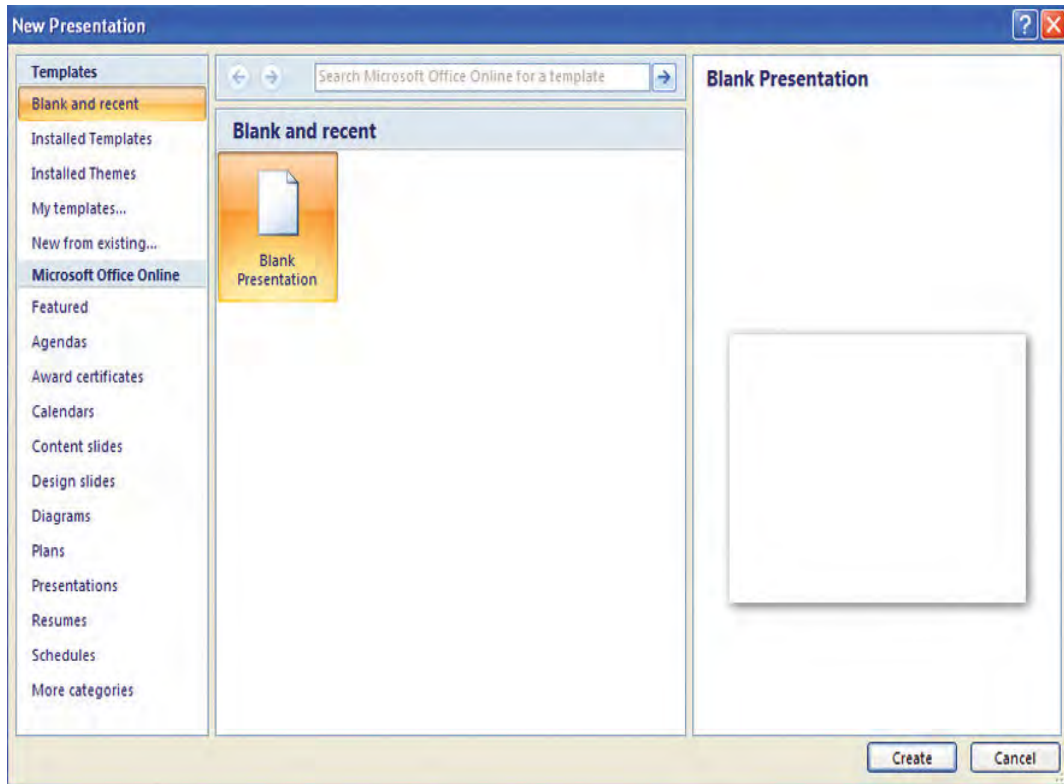 New Presentation
Templates
Blank and recent
Installed Templates
Installed Themes
My templates...
New from existing...
Microsoft Office Online
Featured
Agendas
Award certificates
Calendars
Content slides
Design slides
Diagrams
Plans
Presentations
Resumes
Schedules
More categories
Search Microsoft Office Online for a template
Blank and recent
Blank
Presentation
Blank Presentation
Create
Cancel